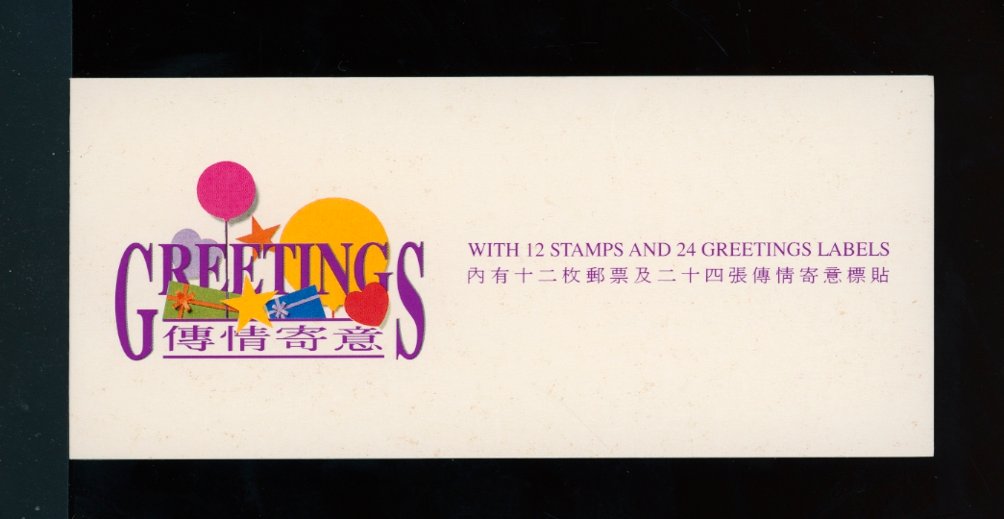 GREETINGS
傳情寄意
WITH 12 STAMPS AND 24 GREETINGS LABELS
內有十二枚郵票及二十四張傳情寄意標貼